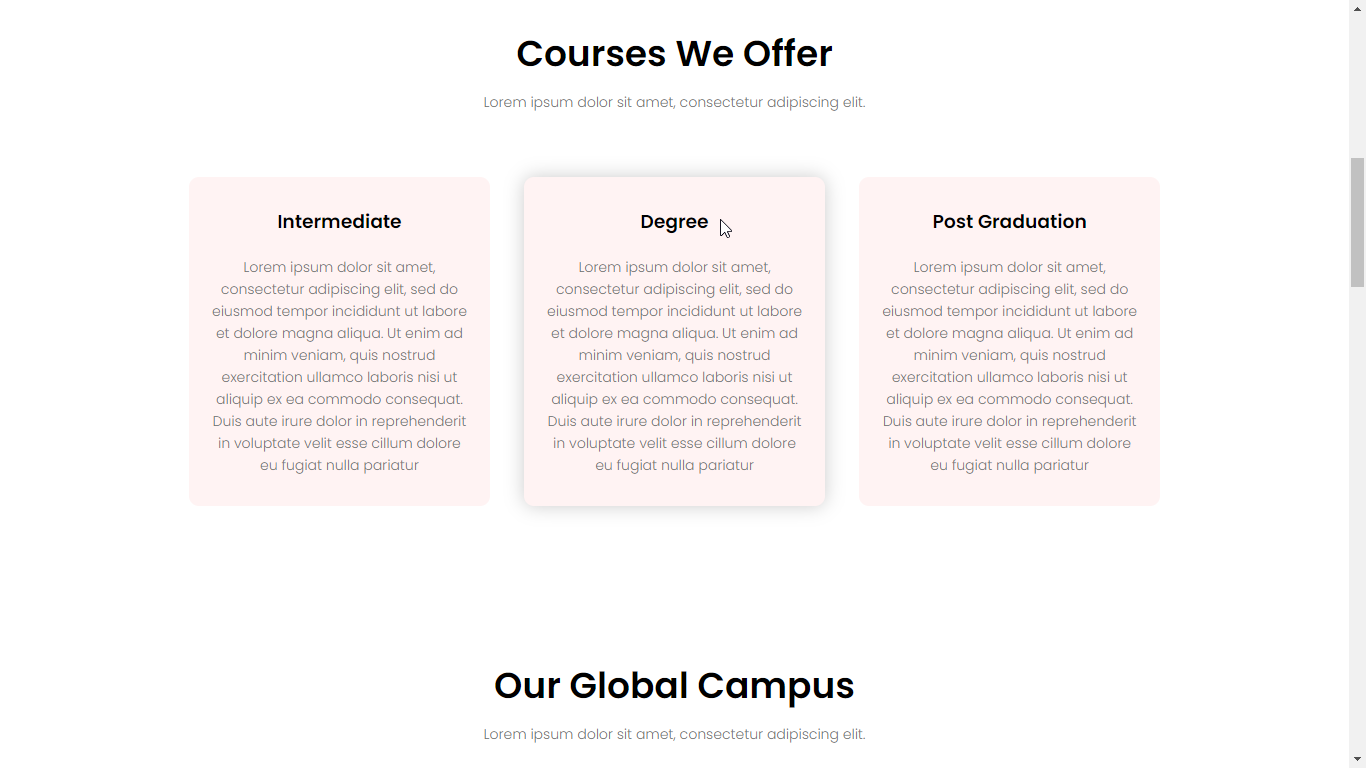 Courses We Offer
Lorem ipsum dolor sit amet, consectetur adipiscing elit.
Intermediate
Lorem ipsum dolor sit amet,
consectetur adipiscing elit, sed do
eiusmod tempor incididunt ut labore
et dolore magna aliqua. Ut enim ad
minim veniam, quis nostrud
exercitation ullamco laboris nisi ut
aliquip ex ea commodo consequat.
Duis aute irure dolor in reprehenderit
in voluptate velit esse cillum dolore
eu fugiat nulla pariatur
Degree
Lorem ipsum dolor sit amet,
consectetur adipiscing elit, sed do
eiusmod tempor incididunt ut labore
et dolore magna aliqua. Ut enim ad
minim veniam, quis nostrud
exercitation ullamco laboris nisi ut
aliquip ex ea commodo consequat.
Duis aute irure dolor in reprehenderit
in voluptate velit esse cillum dolore
eu fugiat nulla pariatur
Post Graduation
Lorem ipsum dolor sit amet,
consectetur adipiscing elit, sed do
eiusmod tempor incididunt ut labore
et dolore magna aliqua. Ut enim ad
minim veniam, quis nostrud
exercitation ullamco laboris nisi ut
aliquip ex ea commodo consequat.
Duis aute irure dolor in reprehenderit
in voluptate velit esse cillum dolore
eu fugiat nulla pariatur
Our Global Campus
Lorem ipsum dolor sit amet, consectetur adipiscing elit.